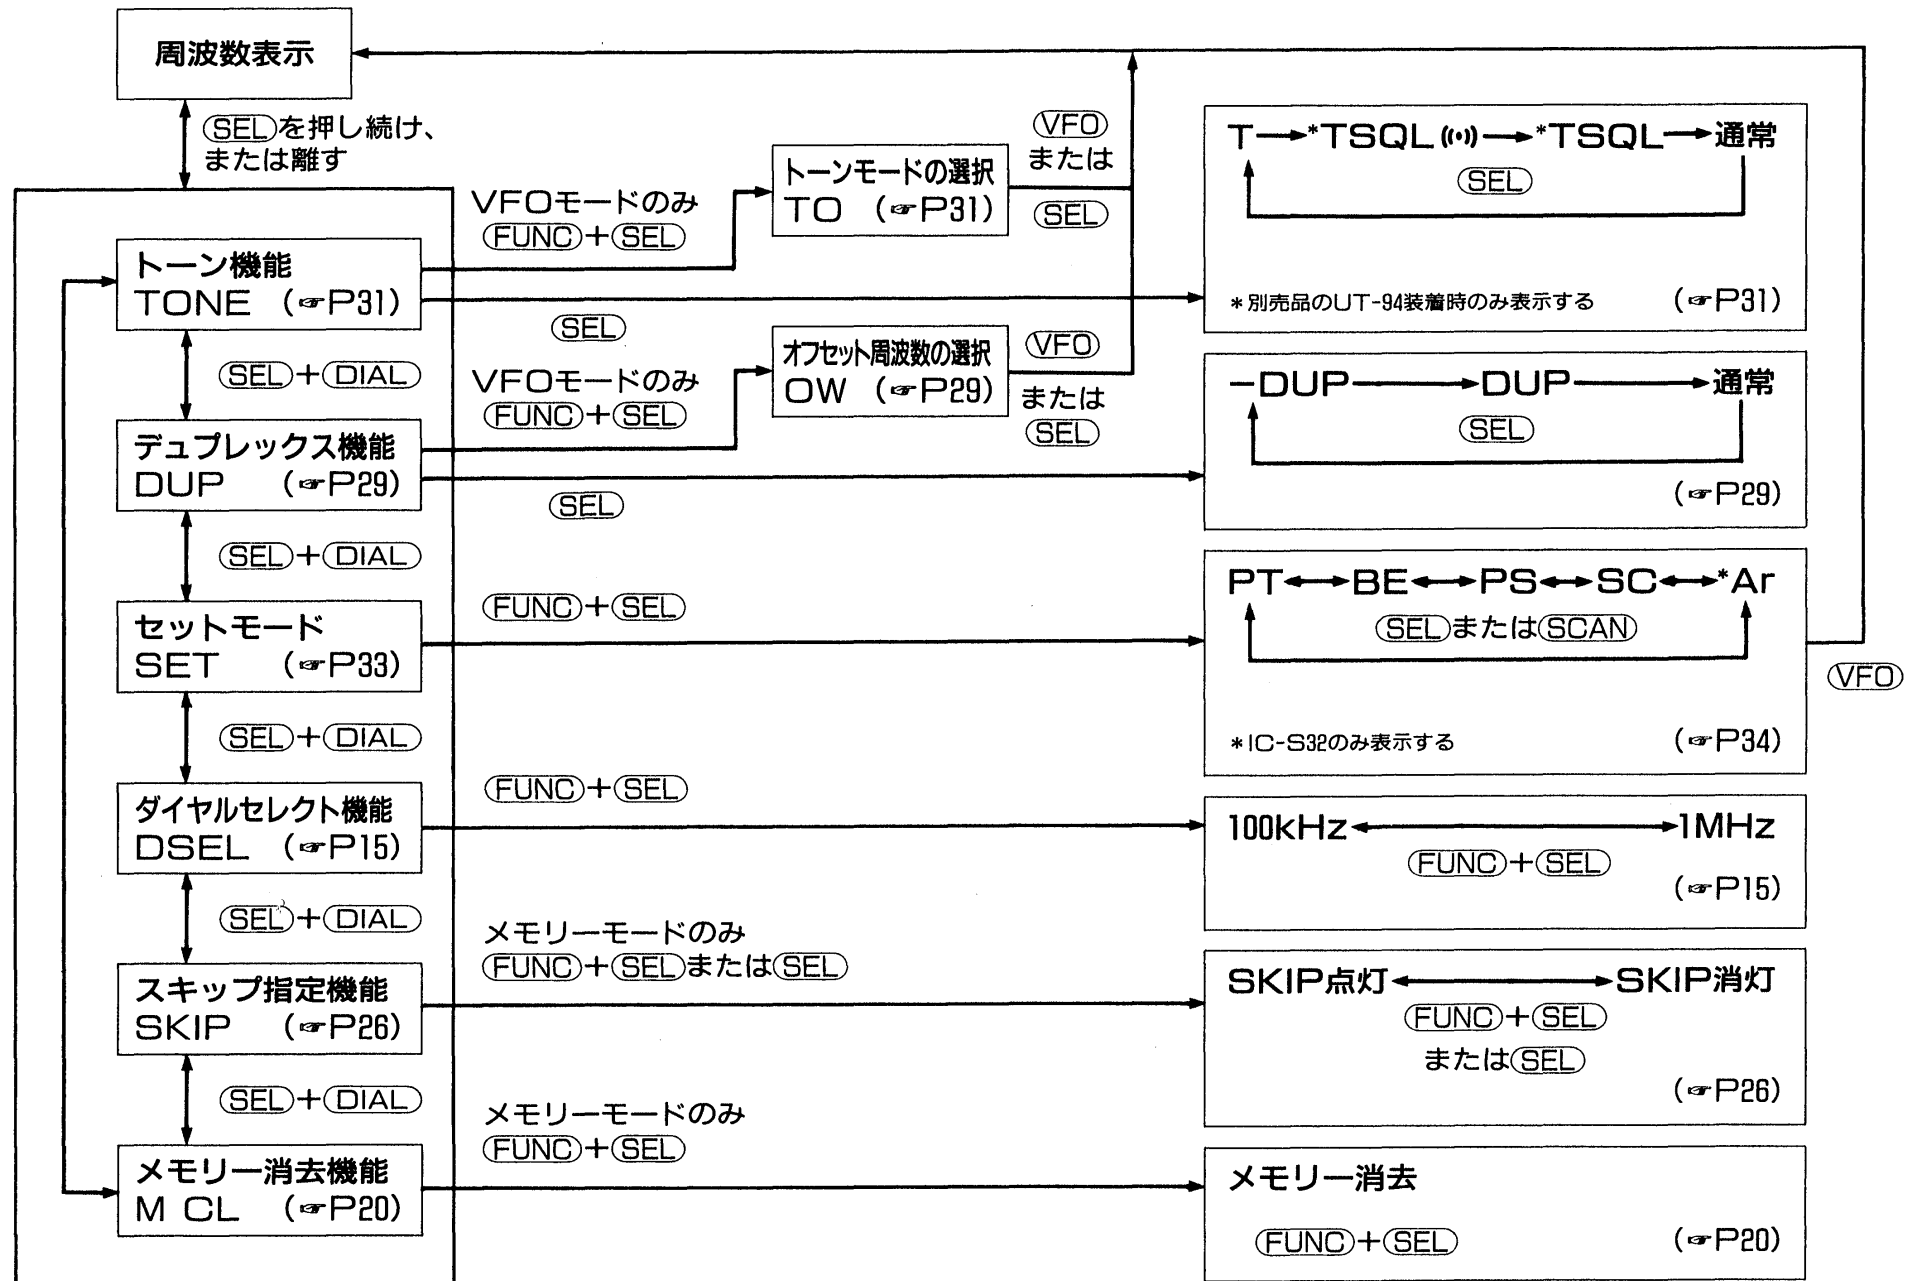 周波数表示
SELを押し続け、
または離す
トーン機能
TONE (☞P31)
SEL+DIAL
デュプレックス機能
DUP (☞P29)
SEL+DIAL
セットモード
SET (☞P33)
SEL+DIAL
ダイヤルセレクト機能
DSEL (☞P15)
SEL+DIAL
スキップ指定機能
SKIP (☞P26)
SEL+DIAL
メモリー消去機能
M CL (☞P20)
VFOモードのみ
FUNC+SEL
トーンモードの選択
TO (☞P31)
VFO
または
SEL
SEL
VFOモードのみ
FUNC+SEL
オフセット周波数の選択
OW (☞P29)
VFO
または
SEL
SEL
FUNC+SEL
FUNC+SEL
メモリーモードのみ
FUNC+SELまたはSEL
メモリーモードのみ
FUNC+SEL
T→*TSQL((•))→*TSQL→通常
SEL
*別売品のUT-94装着時のみ表示する (☞P31)
−DUP→DUP→通常
SEL
(☞P29)
PT↔BE↔PS↔SC↔*Ar
SELまたはSCAN
*IC-S32のみ表示する (☞P34)
VFO
100kHz↔1MHz
FUNC+SEL
(☞P15)
SKIP点灯↔SKIP消灯
FUNC+SEL
またはSEL
(☞P26)
メモリー消去
FUNC+SEL (☞P20)